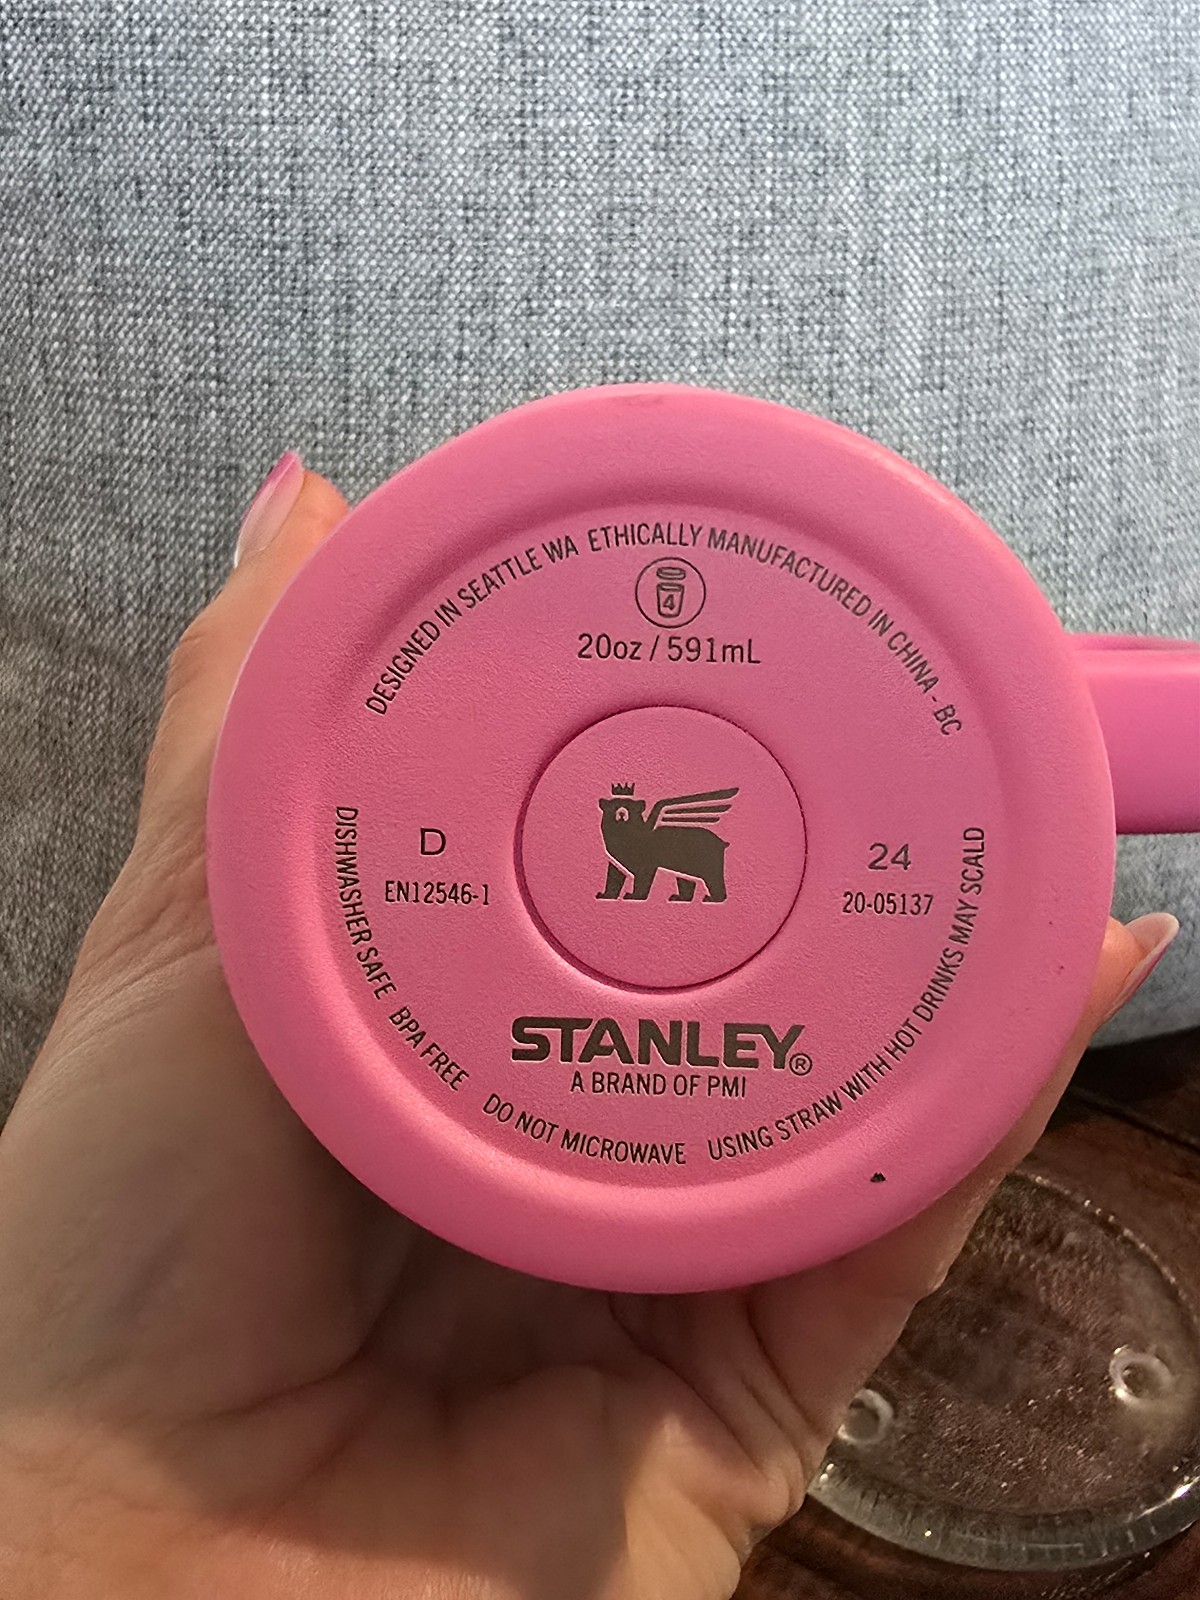 DESIGNED IN SEATTLE WA ETHICALLY MANUFACTURED IN CHINA - BC
4
20oz / 591mL
D
EN12546-1
24
20-05137
STANLEY®
A BRAND OF PMI
DISHWASHER SAFE BPA FREE DO NOT MICROWAVE USING STRAW WITH HOT DRINKS MAY SCALD